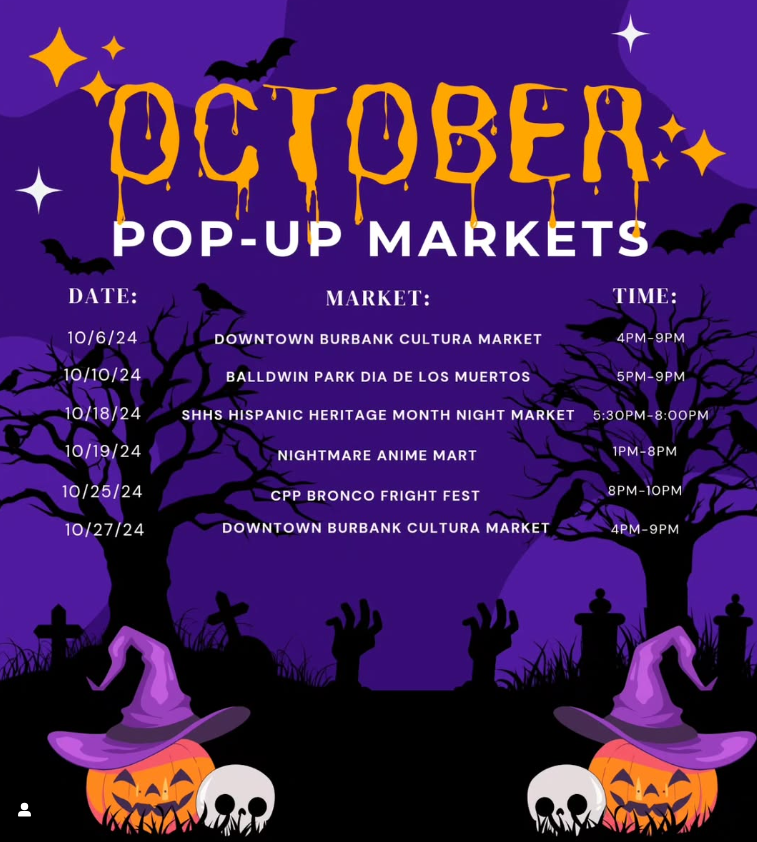 OCTOBER
POP-UP MARKETS
DATE: MARKET: TIME:
10/6/24 DOWNTOWN BURBANK CULTURA MARKET 4PM-9PM
10/10/24 BALLDWIN PARK DIA DE LOS MUERTOS 5PM-9PM
10/18/24 SHHS HISPANIC HERITAGE MONTH NIGHT MARKET 5:30PM-8:00PM
10/19/24 NIGHTMARE ANIME MART 1PM-8PM
10/25/24 CPP BRONCO FRIGHT FEST 8PM-10PM
10/27/24 DOWNTOWN BURBANK CULTURA MARKET 4PM-9PM